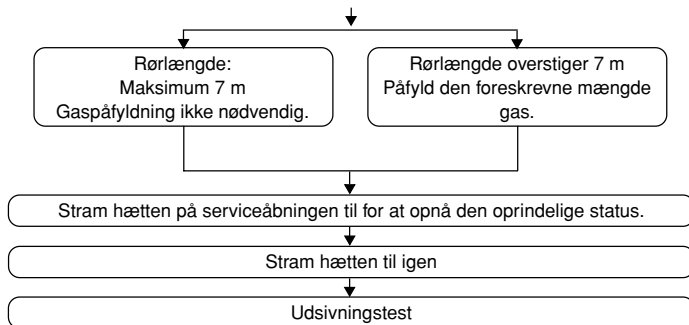 Rørlængde:
Maksimum 7 m
Gaspåfyldning ikke nødvendig.
Rørlængde overstiger 7 m
Påfyld den foreskrevne mængde
gas.
Stram hætten på serviceåbningen til for at opnå den oprindelige status.
Stram hætten til igen
Udsivningstest